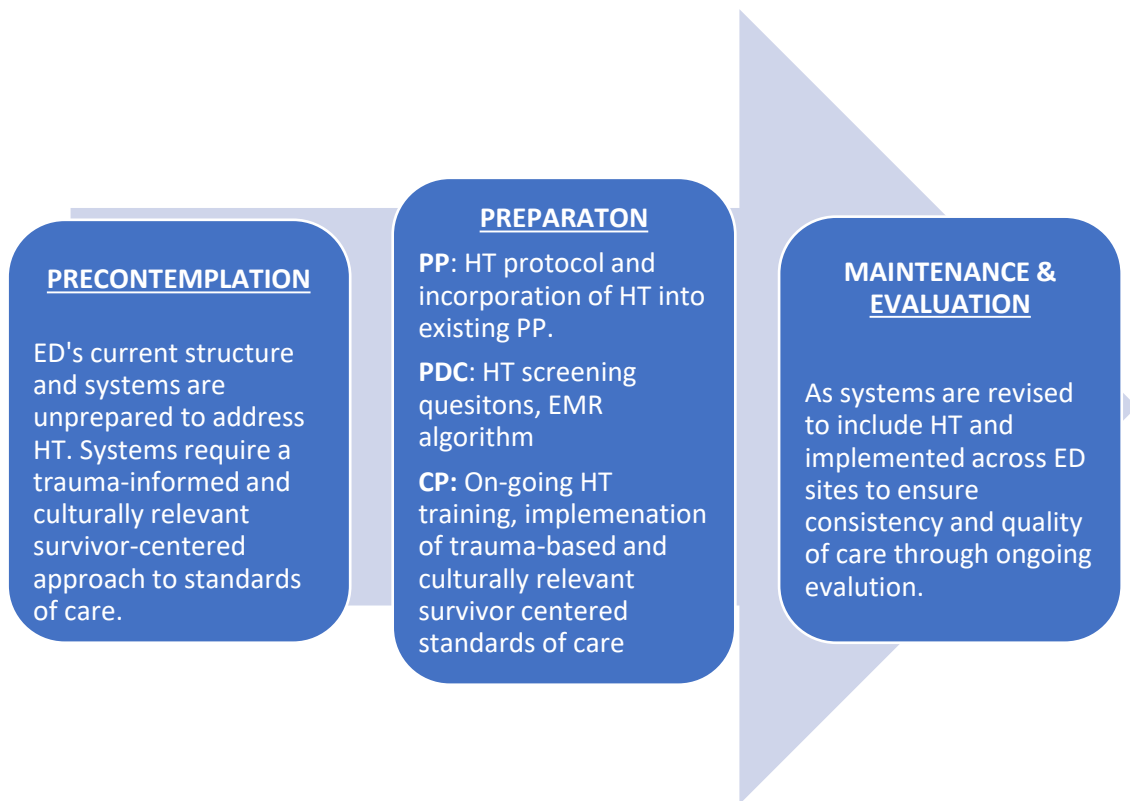 PRECONTEMPLATION
ED's current structure
and systems are
unprepared to address
HT. Systems require a
trauma-informed and
culturally relevant
survivor-centered
approach to standards
of care.
PREPARATON
PP: HT protocol and
incorporation of HT into
existing PP.
PDC: HT screening
quesitons, EMR
algorithm
CP: On-going HT
training, implemenation
of trauma-based and
culturally relevant
survivor centered
standards of care
MAINTENANCE &
EVALUATION
As systems are revised
to include HT and
implemented across ED
sites to ensure
consistency and quality
of care through ongoing
evalution.